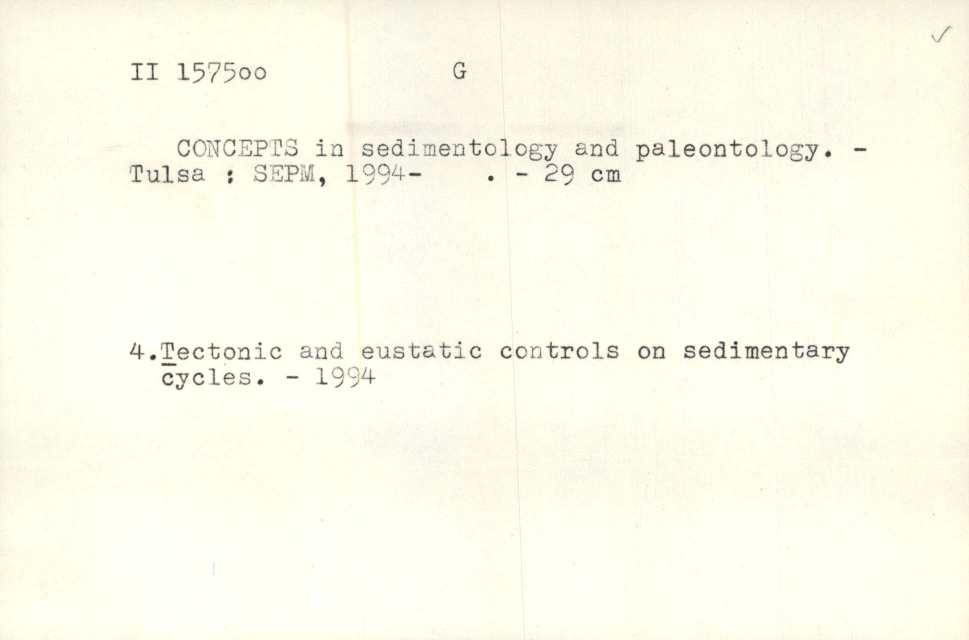 II 157500 G
CONCEPTS in sedimentology and paleontology. -
Tulsa : SEPM, 1994- . - 29 cm
4.Tectonic and eustatic controls on sedimentary
cycles. - 1994